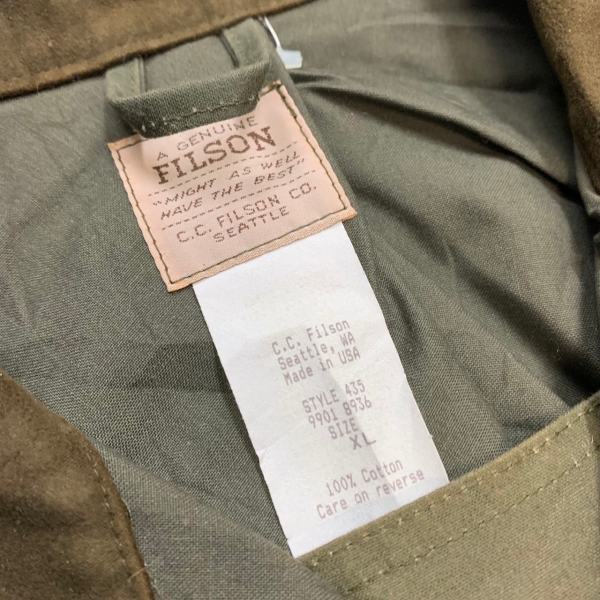 A GENUINE
FILSON
"MIGHT AS WELL
HAVE THE BEST"
C.C. FILSON CO.
SEATTLE
C.C. Filson
Seattle, WA
Made in USA
STYLE 435
9901 8936
SIZE
XL
100% Cotton
Care on reverse